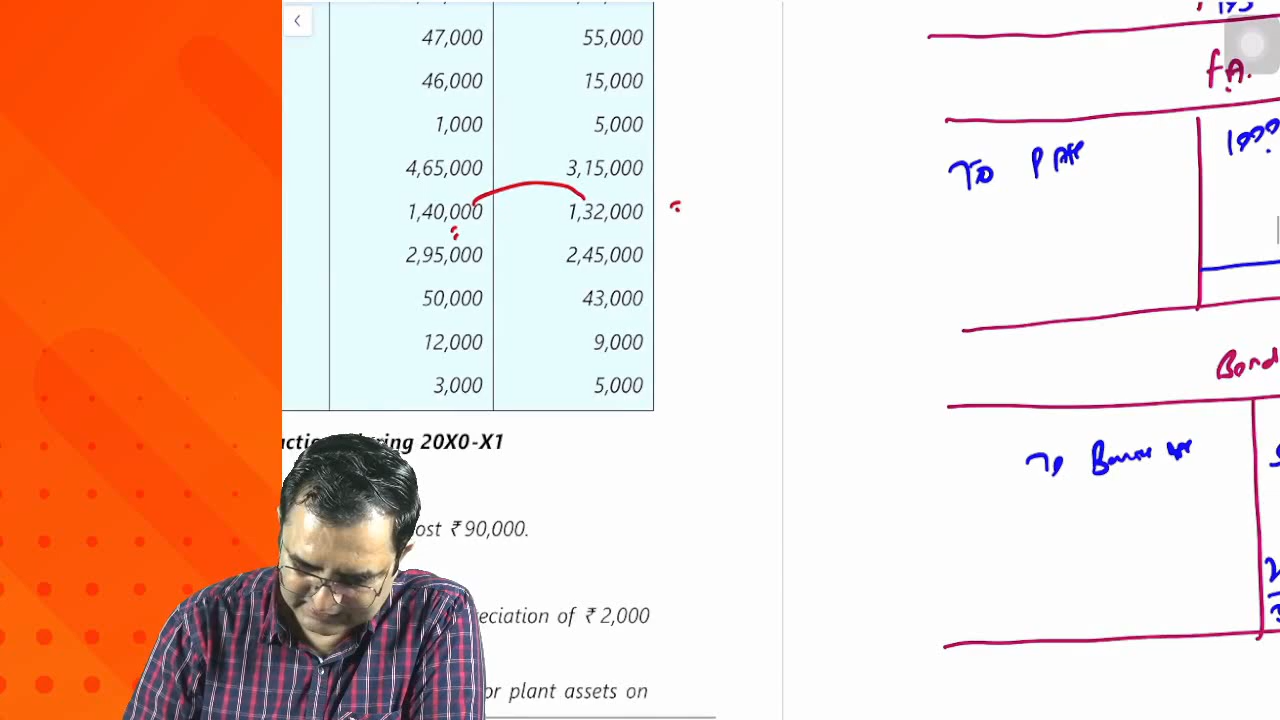 47,000 55,000
46,000 15,000
1,000 5,000
4,65,000 3,15,000
1,40,000 1,32,000
2,95,000 2,45,000
50,000 43,000
12,000 9,000
3,000 5,000
ring 20X0-X1
ost ₹ 90,000.
eciation of ₹ 2,000
or plant assets on
f A.
To P
Bond
To